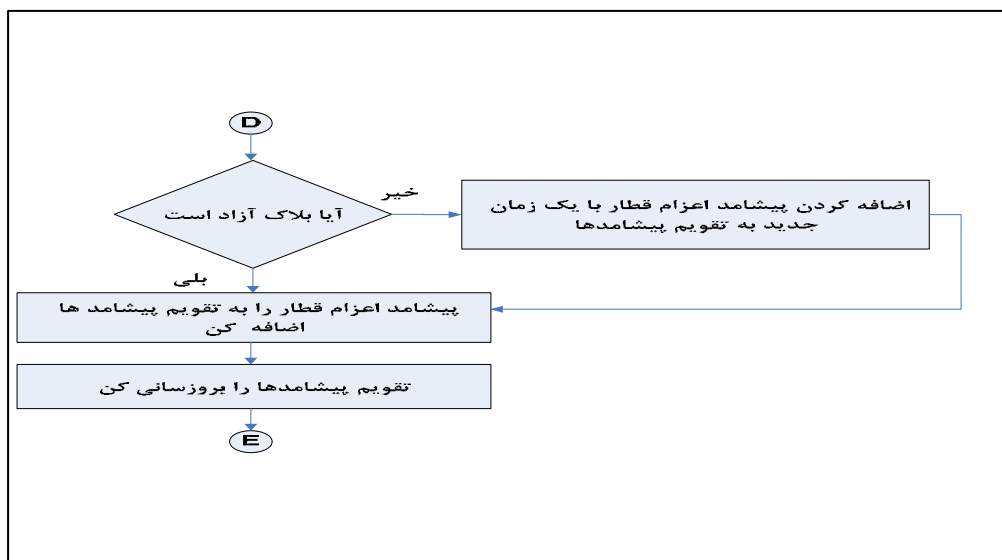 D
آیا بلاک آزاد است
خیر
اضافه کردن پیشامد اعزام قطار با یک زمان
جدید به تقویم پیشامدها
بلی
پیشامد اعزام قطار را به تقویم پیشامد ها
اضافه کن
تقویم پیشامدها را بروزسانی کن
E